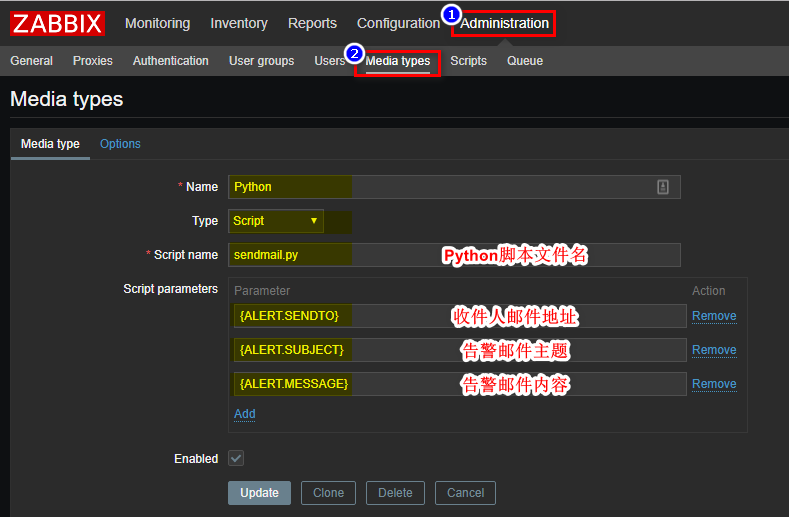 ZABBIX Monitoring Inventory Reports Configuration 1 Administration
General Proxies Authentication User groups Users 2 Media types Scripts Queue
Media types
Media type Options
* Name Python
Type Script
* Script name sendmail.py Python脚本文件名
Script parameters Parameter Action
{ALERT.SENDTO} 收件人邮件地址 Remove
{ALERT.SUBJECT} 告警邮件主题 Remove
{ALERT.MESSAGE} 告警邮件内容 Remove
Add
Enabled
Update Clone Delete Cancel